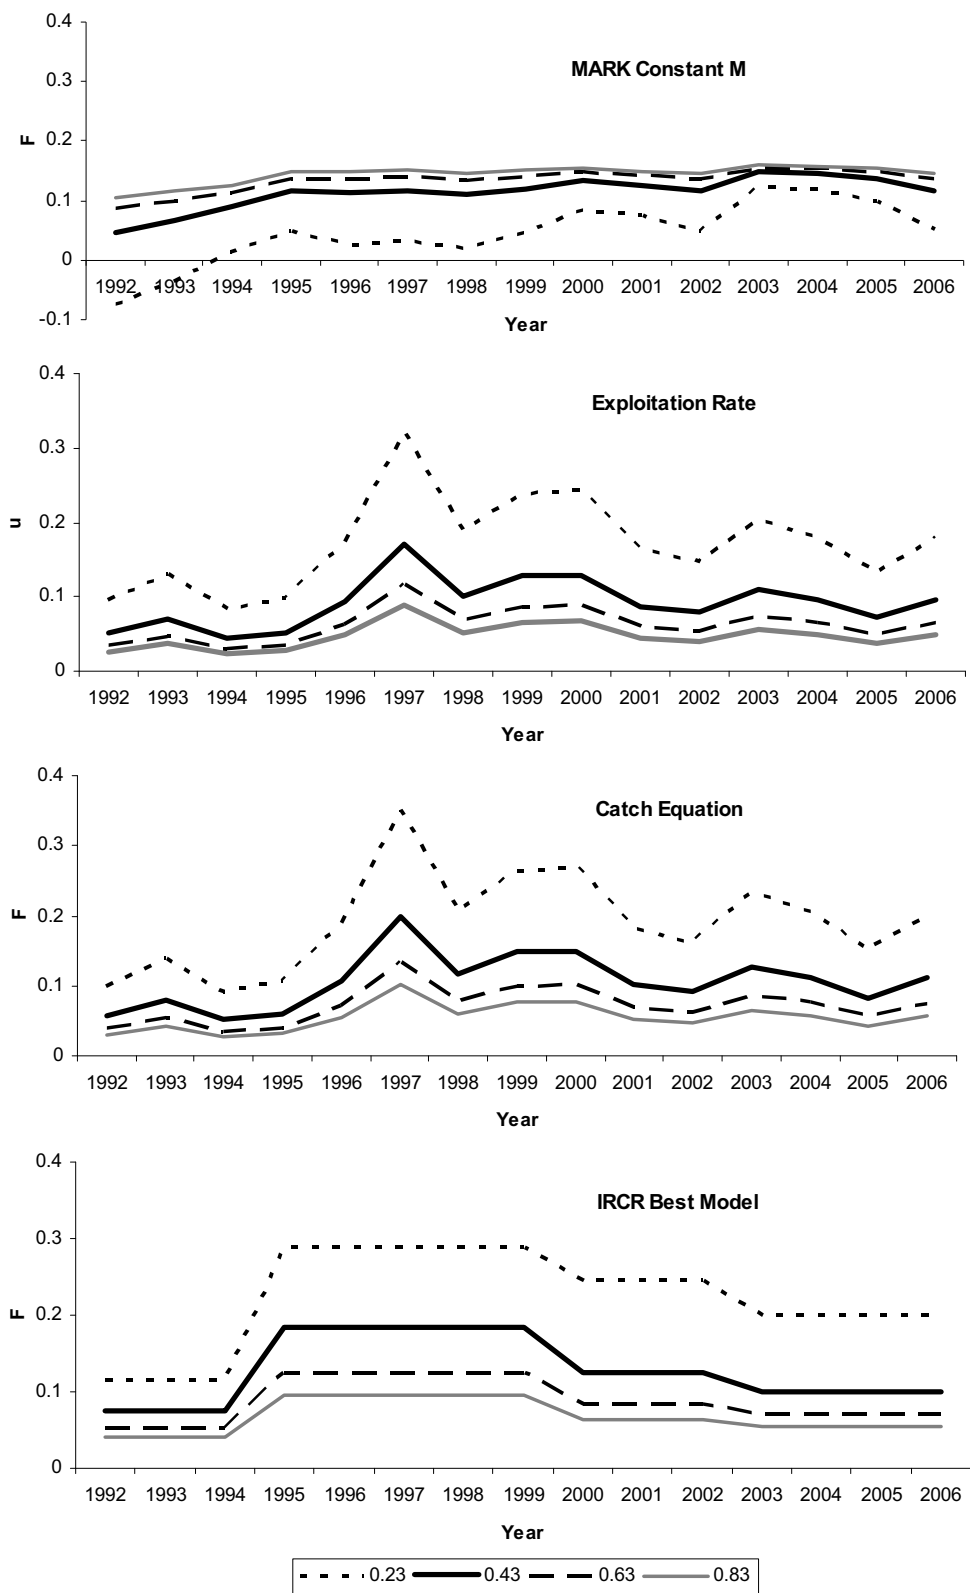 0.4
MARK Constant M
0.3
0.2
F
0.1
0
1992 1993 1994 1995 1996 1997 1998 1999 2000 2001 2002 2003 2004 2005 2006
-0.1
Year
0.4
Exploitation Rate
0.3
u
0.2
0.1
0
1992 1993 1994 1995 1996 1997 1998 1999 2000 2001 2002 2003 2004 2005 2006
Year
0.4
Catch Equation
0.3
F
0.2
0.1
0
1992 1993 1994 1995 1996 1997 1998 1999 2000 2001 2002 2003 2004 2005 2006
Year
0.4
IRCR Best Model
0.3
F
0.2
0.1
0
1992 1993 1994 1995 1996 1997 1998 1999 2000 2001 2002 2003 2004 2005 2006
Year
0.23 0.43 0.63 0.83